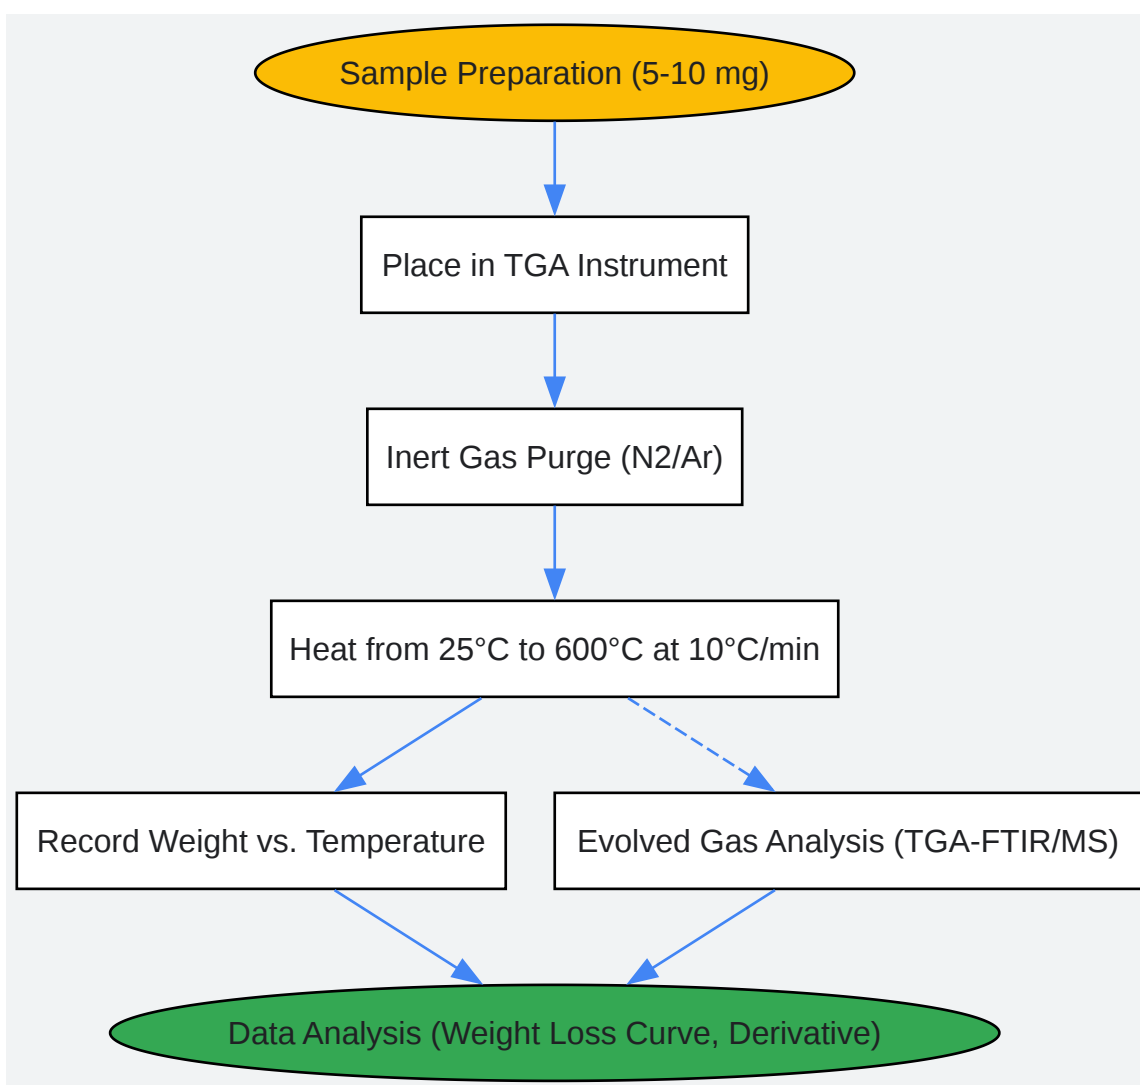 Sample Preparation (5-10 mg)
Place in TGA Instrument
Inert Gas Purge (N2/Ar)
Heat from 25°C to 600°C at 10°C/min
Record Weight vs. Temperature
Evolved Gas Analysis (TGA-FTIR/MS)
Data Analysis (Weight Loss Curve, Derivative)